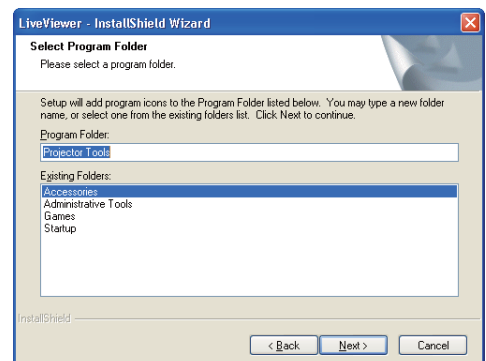 LiveViewer - InstallShield Wizard
Select Program Folder
Please select a program folder.
Setup will add program icons to the Program Folder listed below. You may type a new folder
name, or select one from the existing folders list. Click Next to continue.
Program Folder:
Projector Tools
Existing Folders:
Accessories
Administrative Tools
Games
Startup
InstallShield
< Back Next > Cancel